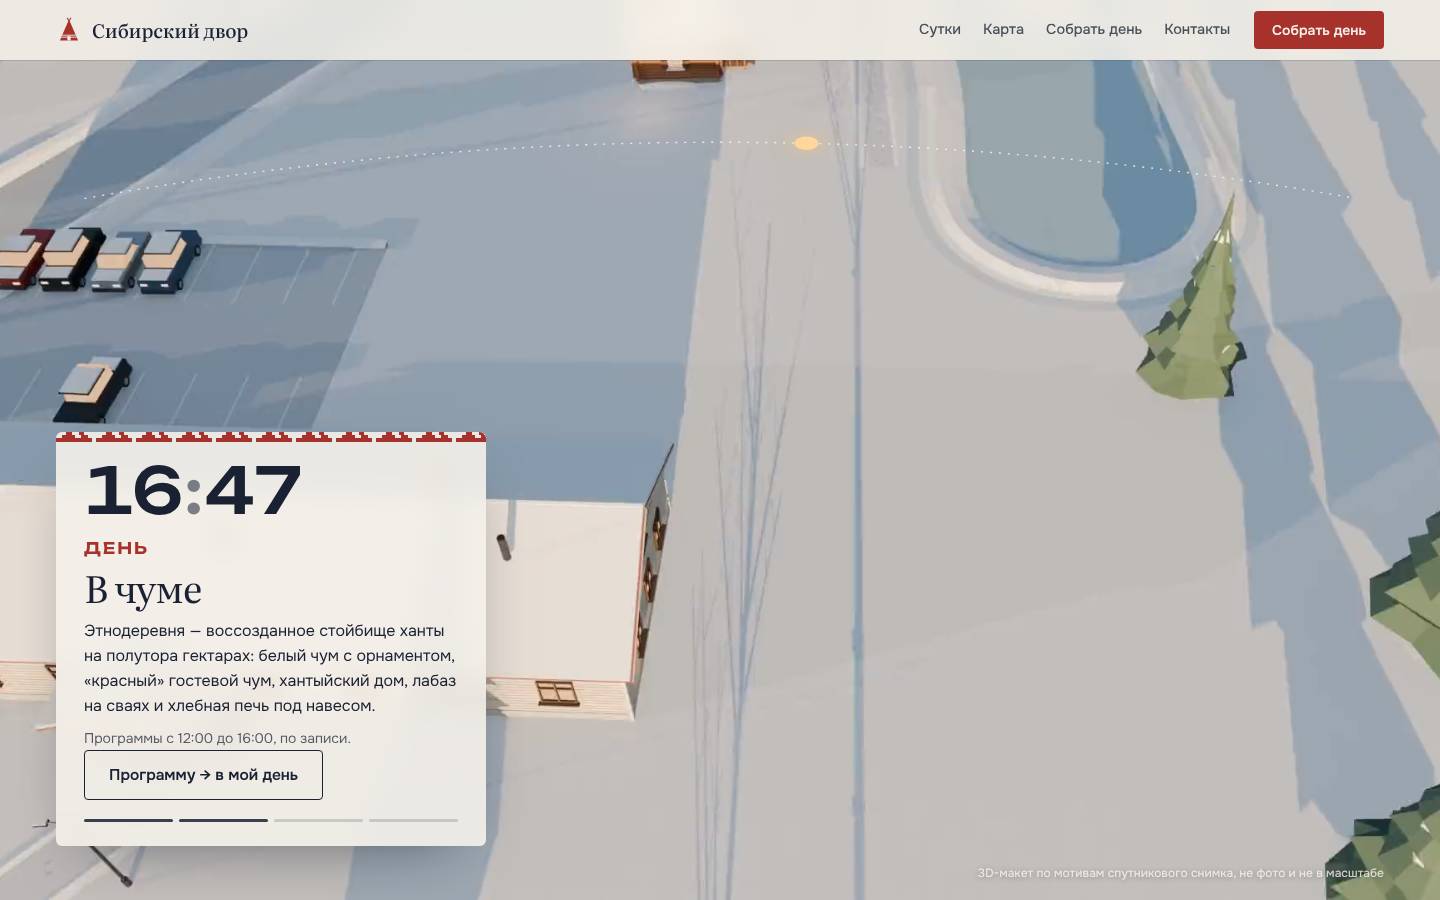 Сибирский двор
Сутки
Карта
Собрать день
Контакты
Собрать день
16:47
ДЕНЬ
В чуме
Этнодеревня — воссозданное стойбище ханты
на полутора гектарах: белый чум с орнаментом,
«красный» гостевой чум, хантыйский дом, лабаз
на сваях и хлебная печь под навесом.
Программы с 12:00 до 16:00, по записи.
Программу → в мой день
3D-макет по мотивам спутникового снимка, не фото и не в масштабе